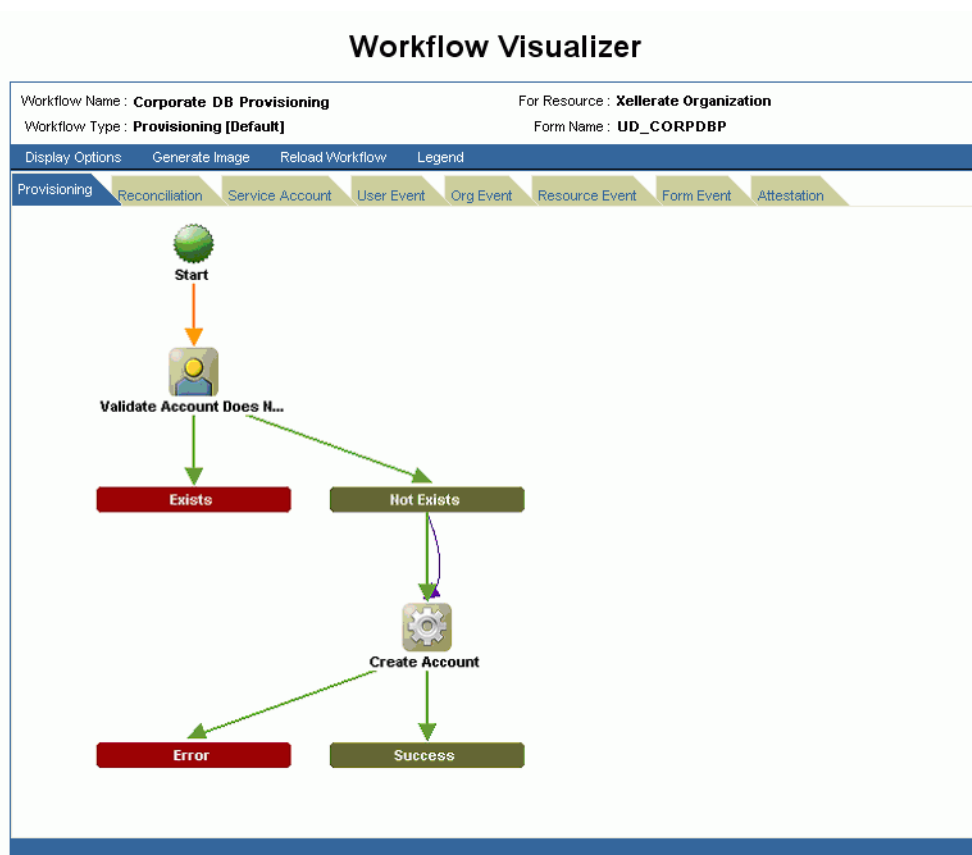 Workflow Visualizer
Workflow Name : Corporate DB Provisioning
For Resource : Xellerate Organization
Workflow Type : Provisioning [Default]
Form Name : UD_CORPDBP
Display Options Generate Image Reload Workflow Legend
Provisioning Reconciliation Service Account User Event Org Event Resource Event Form Event Attestation
Start
Validate Account Does N...
Exists
Not Exists
Create Account
Error
Success